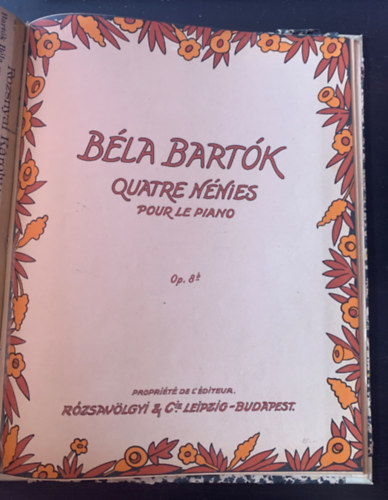 BÉLA BARTÓK
QUATRE NÉNIES
POUR LE PIANO
Op. 8b
PROPRIÉTÉ DE L'ÉDITEUR.
RÓZSAVÖLGYI & Cie LEIPZIG-BUDAPEST.